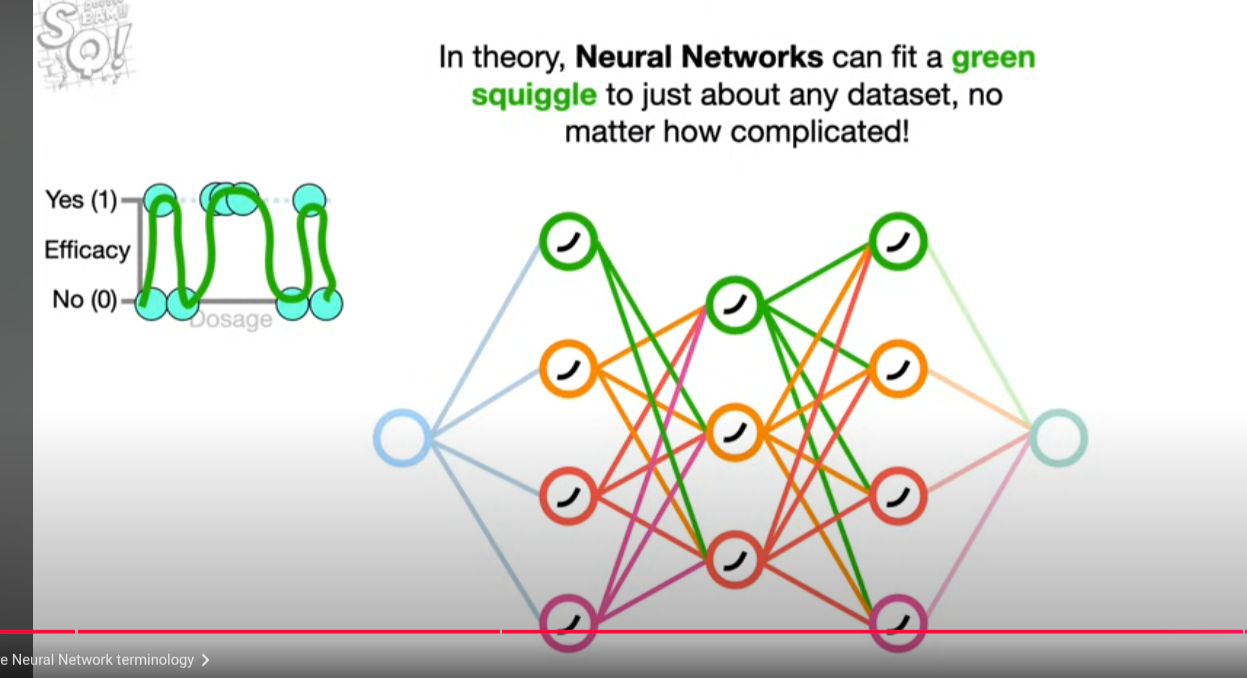 SQ!
BAM!!
In theory, Neural Networks can fit a green
squiggle to just about any dataset, no
matter how complicated!
Yes (1)
Efficacy
No (0)
Dosage
e Neural Network terminology